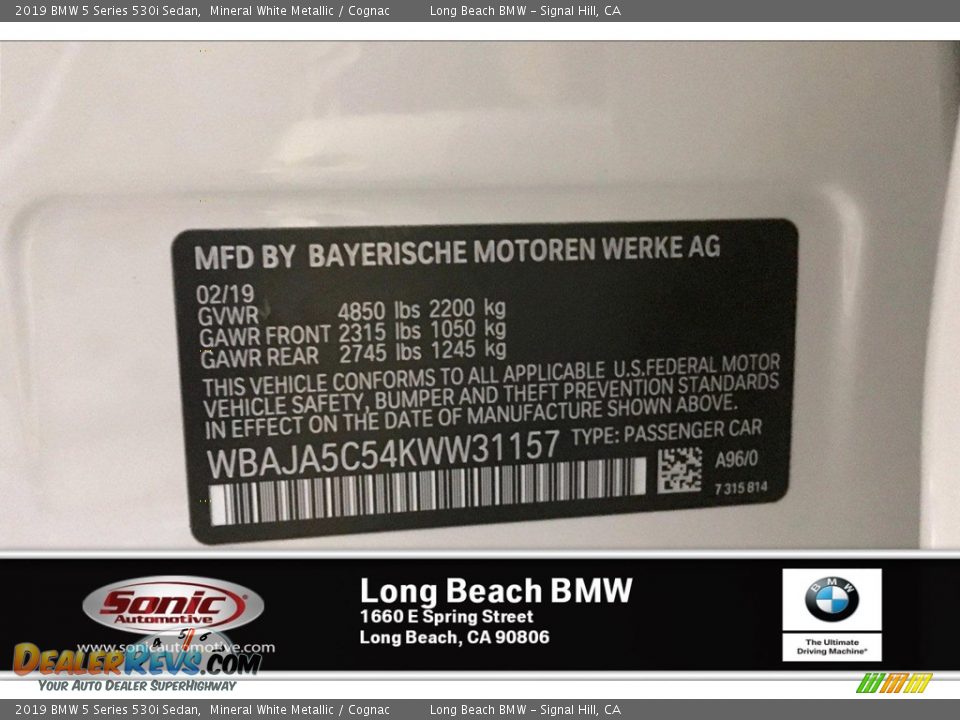 2019 BMW 5 Series 530i Sedan, Mineral White Metallic / Cognac Long Beach BMW - Signal Hill, CA
MFD BY BAYERISCHE MOTOREN WERKE AG
02/19
GVWR 4850 lbs 2200 kg
GAWR FRONT 2315 lbs 1050 kg
GAWR REAR 2745 lbs 1245 kg
THIS VEHICLE CONFORMS TO ALL APPLICABLE U.S.FEDERAL MOTOR
VEHICLE SAFETY, BUMPER AND THEFT PREVENTION STANDARDS
IN EFFECT ON THE DATE OF MANUFACTURE SHOWN ABOVE.
WBAJA5C54KWW31157 TYPE: PASSENGER CAR
A96/0
7 315 814
Sonic
Automotive
www.sonicautomotive.com
Long Beach BMW
1660 E Spring Street
Long Beach, CA 90806
BMW
The Ultimate
Driving Machine®
4 5 6
DEALERREVS.COM
YOUR AUTO DEALER SUPERHIGHWAY
2019 BMW 5 Series 530i Sedan, Mineral White Metallic / Cognac Long Beach BMW - Signal Hill, CA